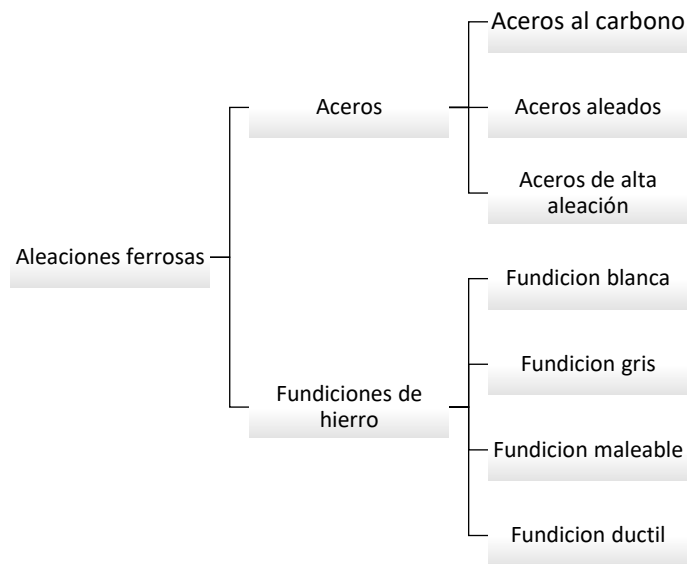 Aleaciones ferrosas
Aceros
Aceros al carbono
Aceros aleados
Aceros de alta
aleación
Fundiciones de
hierro
Fundicion blanca
Fundicion gris
Fundicion maleable
Fundicion ductil